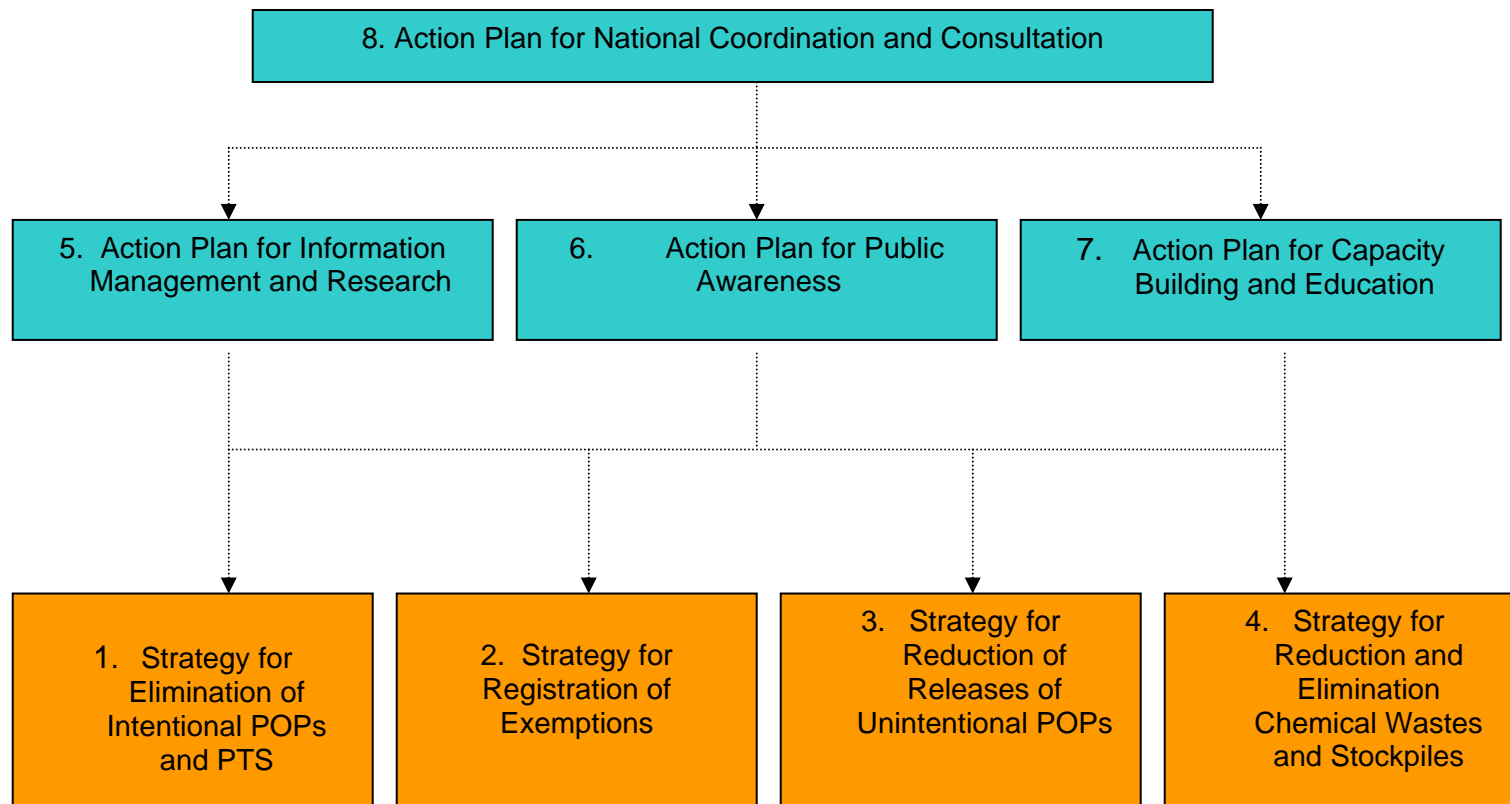 8. Action Plan for National Coordination and Consultation
5. Action Plan for Information
Management and Research
6. Action Plan for Public
Awareness
7. Action Plan for Capacity
Building and Education
1. Strategy for
Elimination of
Intentional POPs
and PTS
2. Strategy for
Registration of
Exemptions
3. Strategy for
Reduction of
Releases of
Unintentional POPs
4. Strategy for
Reduction and
Elimination
Chemical Wastes
and Stockpiles